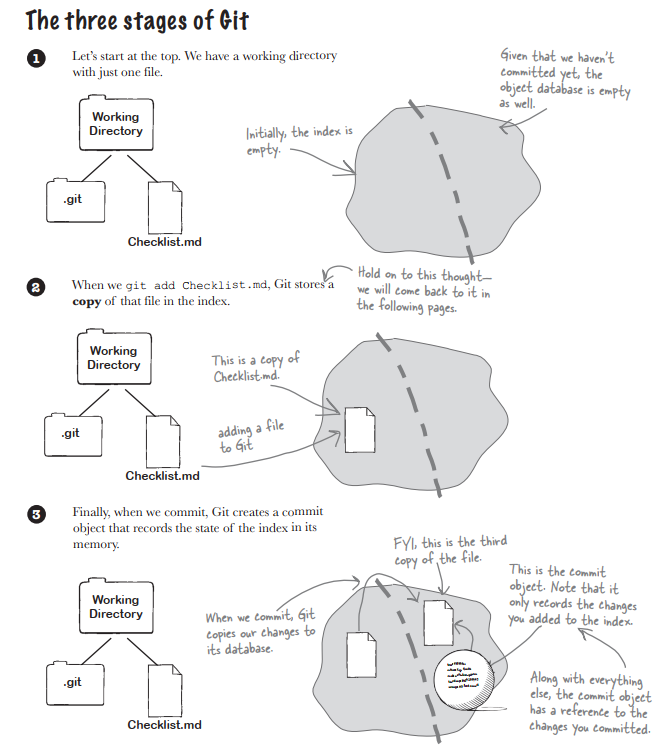 The three stages of Git
1
Let's start at the top. We have a working directory
with just one file.
Working
Directory
.git
Checklist.md
Initially, the index is
empty.
Given that we haven't
committed yet, the
object database is empty
as well.
2
When we git add Checklist.md, Git stores a
copy of that file in the index.
Hold on to this thought—
we will come back to it in
the following pages.
Working
Directory
.git
Checklist.md
This is a copy of
Checklist.md.
adding a file
to Git
3
Finally, when we commit, Git creates a commit
object that records the state of the index in its
memory.
Working
Directory
.git
Checklist.md
When we commit, Git
copies our changes to
its database.
FYI, this is the third
copy of the file.
This is the commit
object. Note that it
only records the changes
you added to the index.
Along with everything
else, the commit object
has a reference to the
changes you committed.